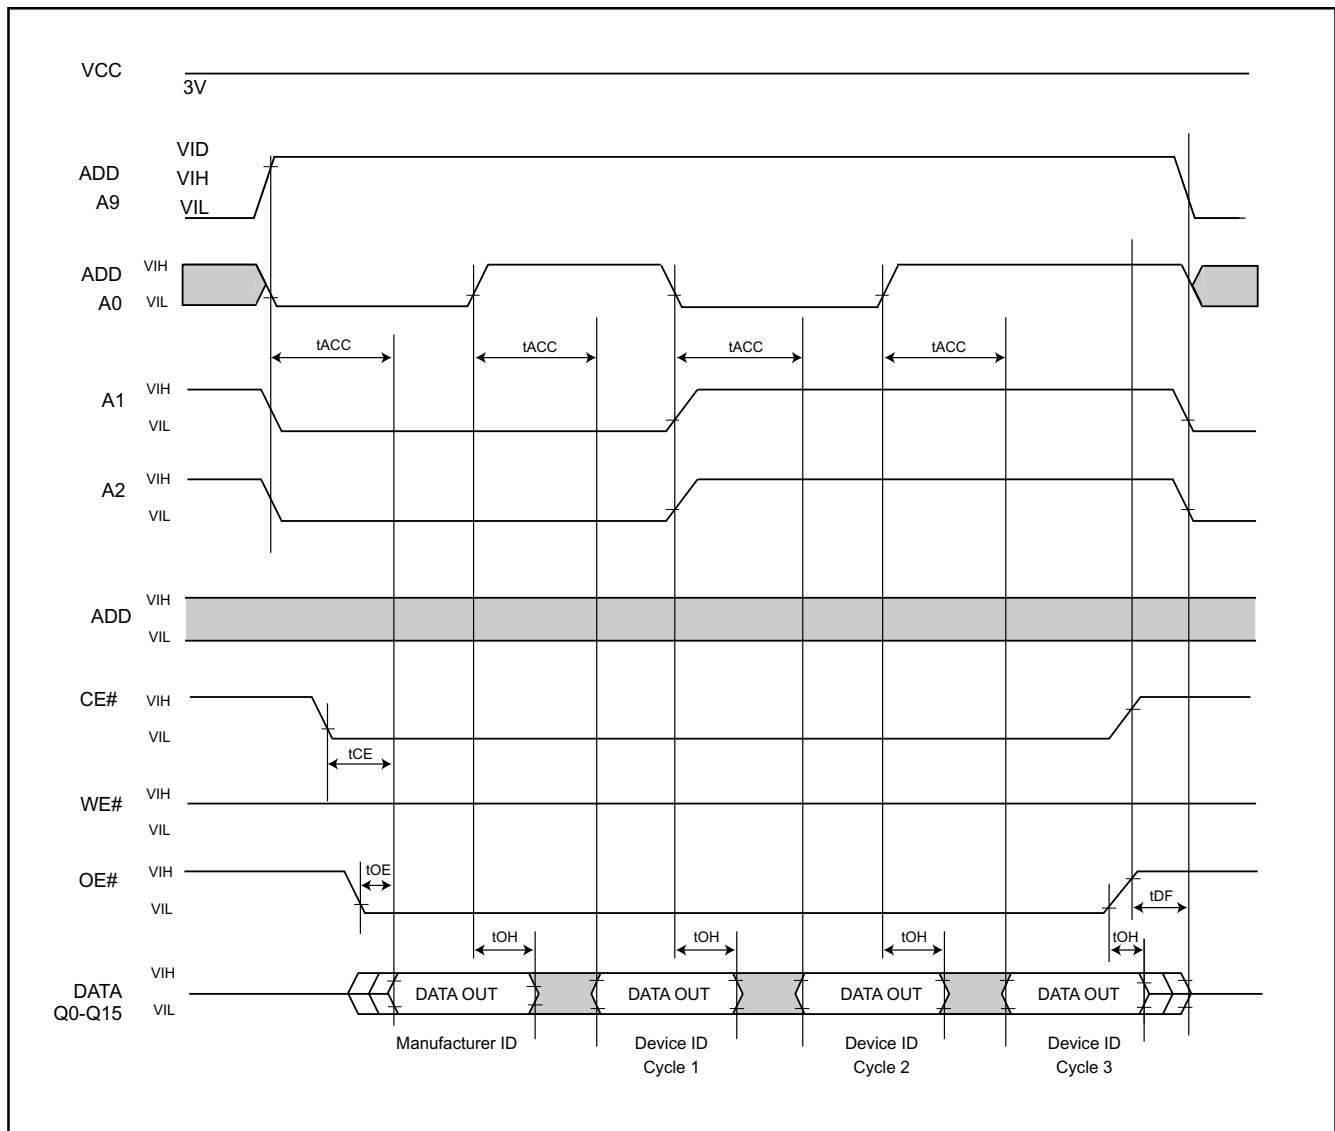 VCC
3V
ADD
A9
VID
VIH
VIL
ADD
A0
VIH
VIL
tACC tACC tACC tACC
A1
VIH
VIL
A2
VIH
VIL
ADD
VIH
VIL
CE#
VIH
VIL
tCE
WE#
VIH
VIL
OE#
VIH
VIL
tOE
tDF
tOH tOH tOH tOH
DATA
Q0-Q15
VIH
VIL
DATA OUT DATA OUT DATA OUT DATA OUT
Manufacturer ID
Device ID
Cycle 1
Device ID
Cycle 2
Device ID
Cycle 3